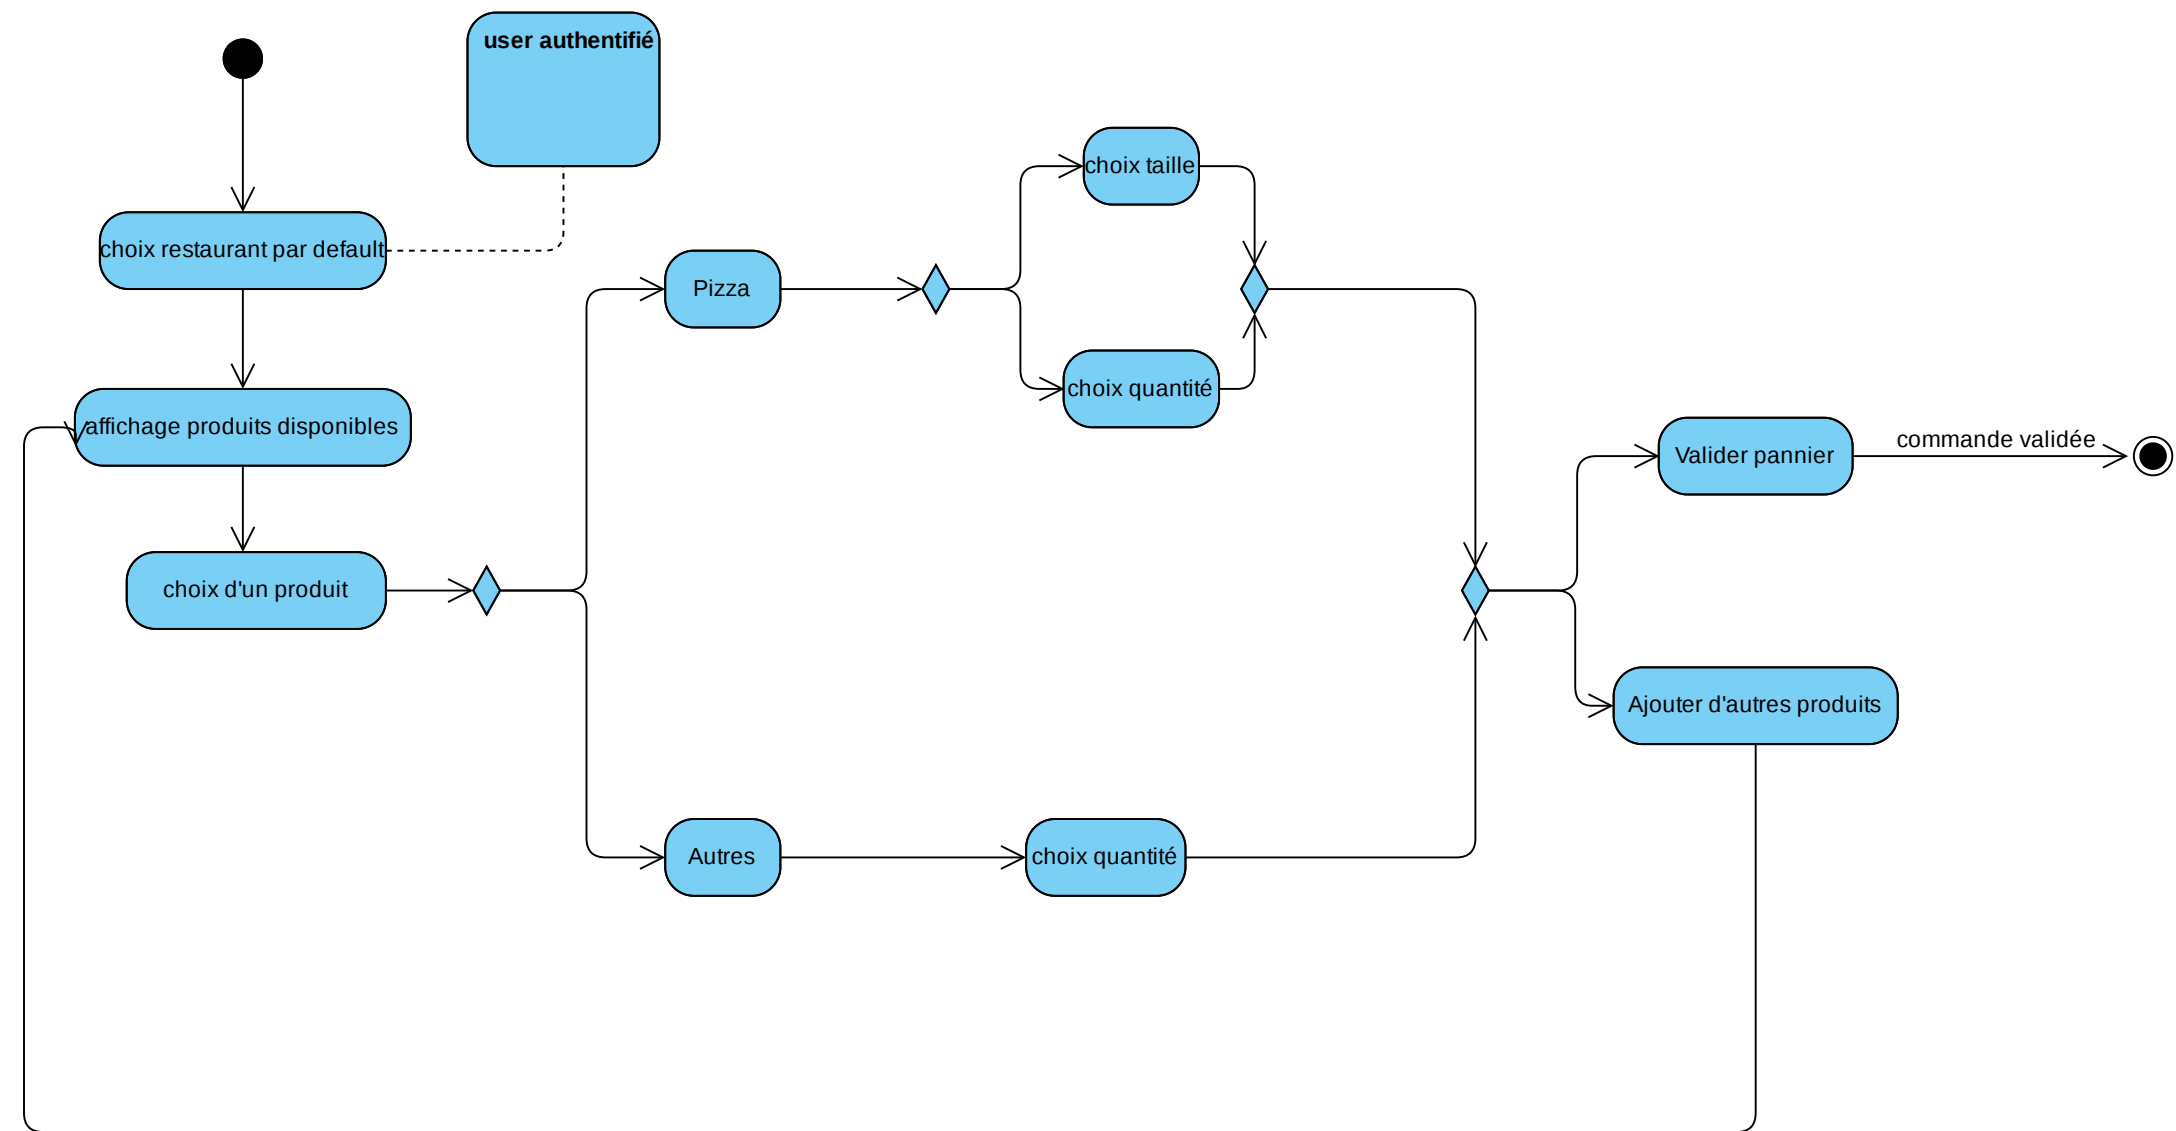 user authentifié
choix taille
choix restaurant par default
Pizza
choix quantité
affichage produits disponibles
commande validée
Valider pannier
choix d'un produit
Ajouter d'autres produits
Autres
choix quantité